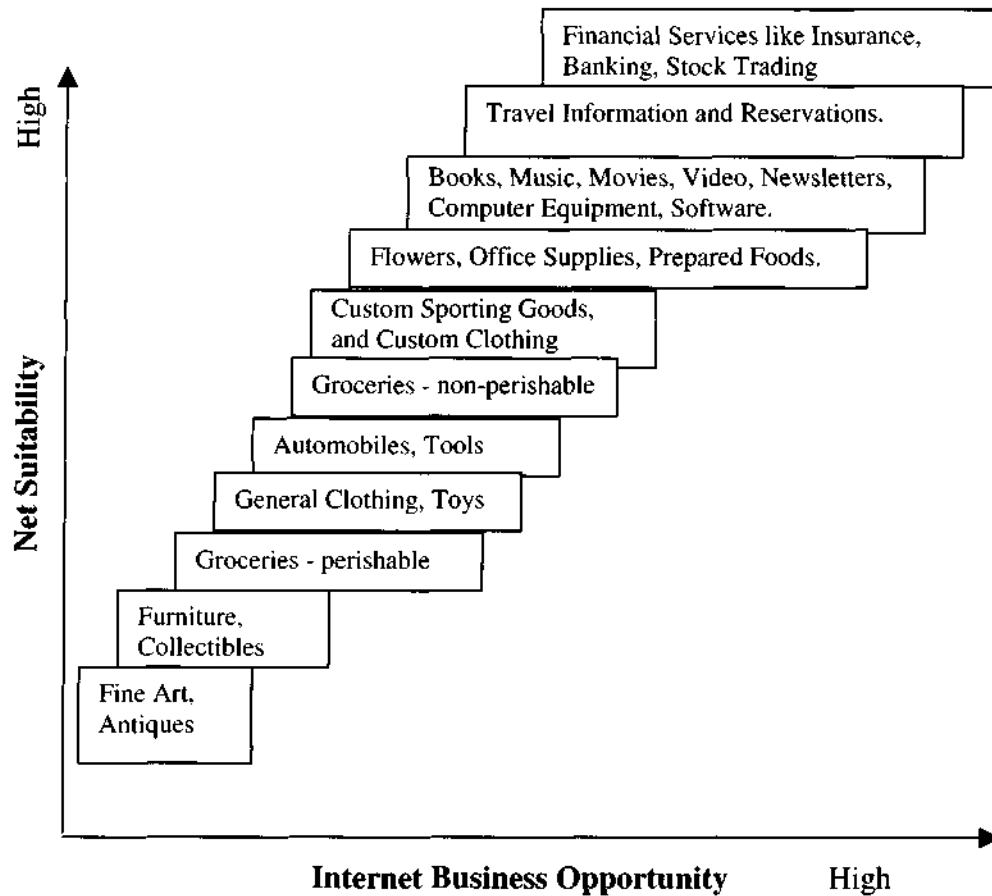 Financial Services like Insurance,
Banking, Stock Trading
High
Travel Information and Reservations.
Books, Music, Movies, Video, Newsletters,
Computer Equipment, Software.
Flowers, Office Supplies, Prepared Foods.
Custom Sporting Goods,
and Custom Clothing
Net Suitability
Groceries - non-perishable
Automobiles, Tools
General Clothing, Toys
Groceries - perishable
Furniture,
Collectibles
Fine Art,
Antiques
Internet Business Opportunity High